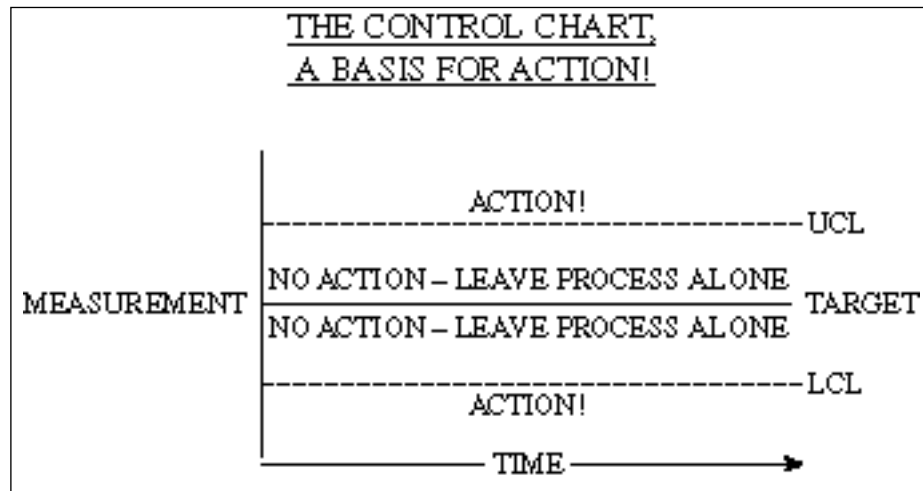 THE CONTROL CHART,
A BASIS FOR ACTION!
ACTION!
UCL
NO ACTION – LEAVE PROCESS ALONE
MEASUREMENT
TARGET
NO ACTION – LEAVE PROCESS ALONE
LCL
ACTION!
TIME